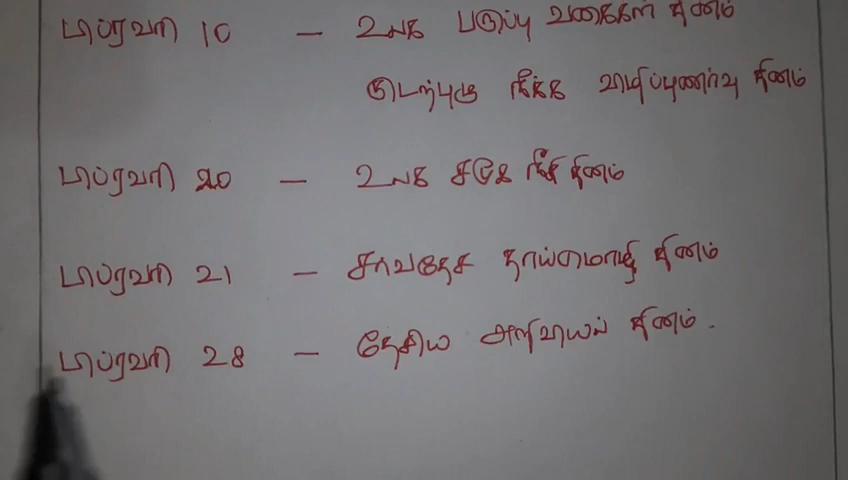 பிப்ரவரி 10 – உலக பருப்பு வகைகள் தினம்
குடற்புழு நீக்க விழிப்புணர்வு தினம்
பிப்ரவரி 20 – உலக சமூக நீதி தினம்
பிப்ரவரி 21 – சர்வதேச தாய்மொழி தினம்
பிப்ரவரி 28 – தேசிய அறிவியல் தினம்.